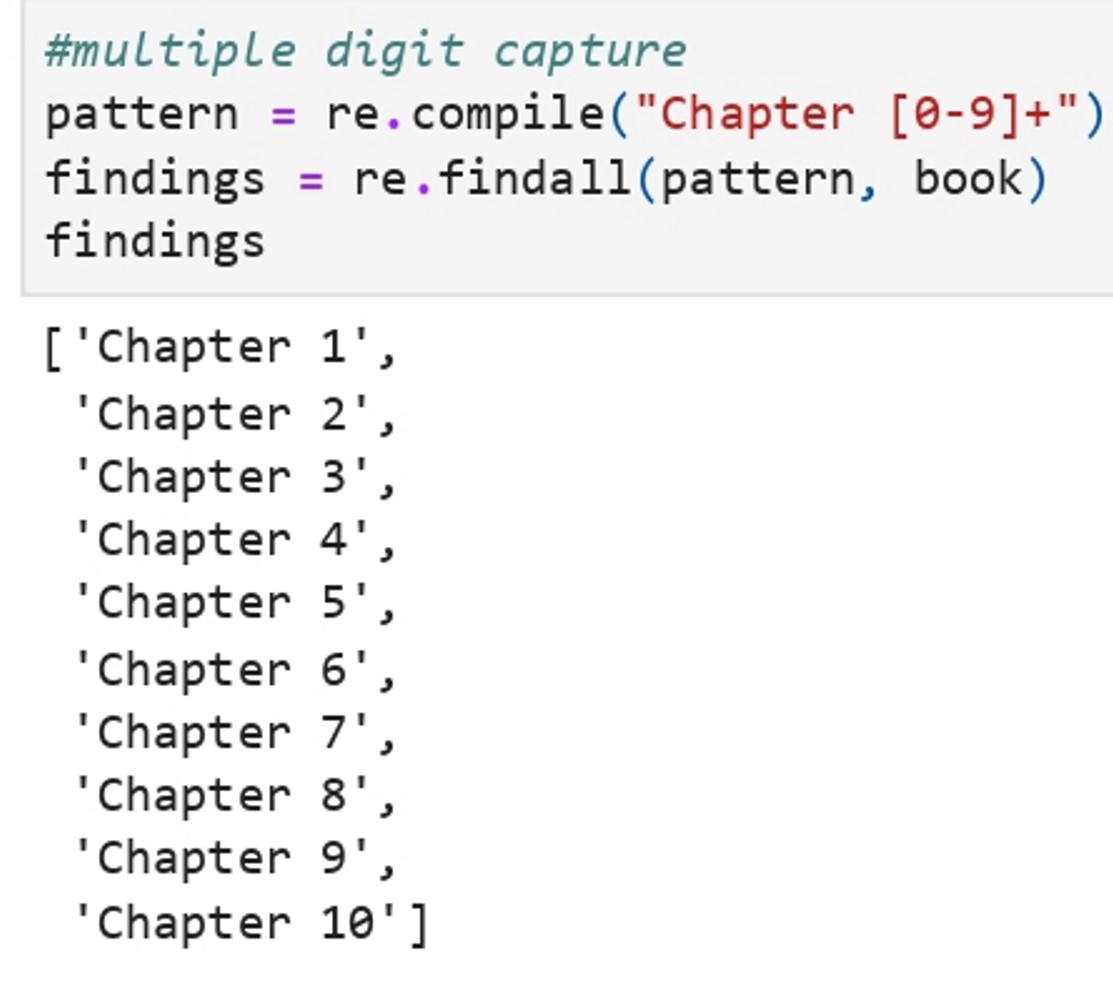 #multiple digit capture
pattern = re.compile("Chapter [0-9]+")
findings = re.findall(pattern, book)
findings
['Chapter 1',
'Chapter 2',
'Chapter 3',
'Chapter 4',
'Chapter 5',
'Chapter 6',
'Chapter 7',
'Chapter 8',
'Chapter 9',
'Chapter 10']